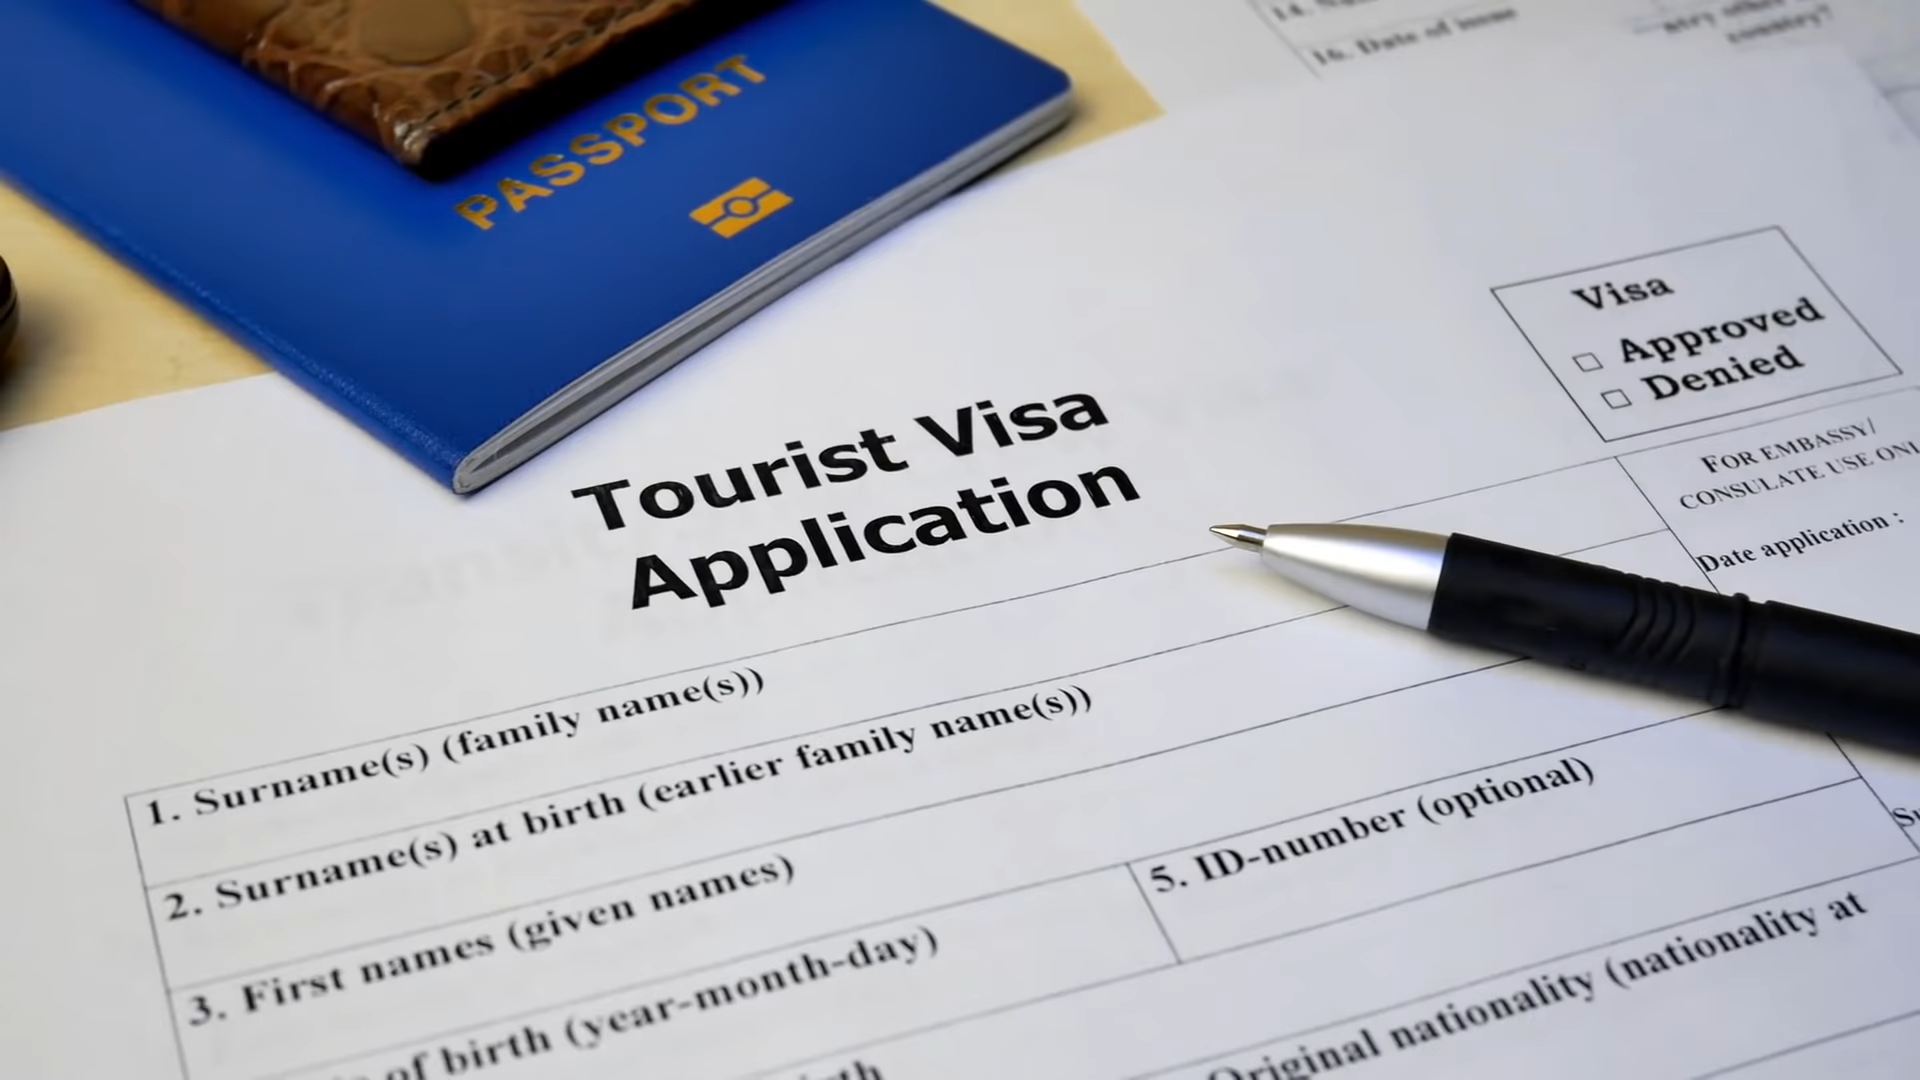 PASSPORT
16. Date of issue
country?
Visa
Approved
Denied
FOR EMBASSY/
CONSULATE USE
Date application :
Tourist Visa
Application
1. Surname(s) (family name(s))
2. Surname(s) at birth (earlier family name(s))
3. First names (given names)
of birth (year-month-day)
5. ID-number (optional)
Original nationality (nationality at